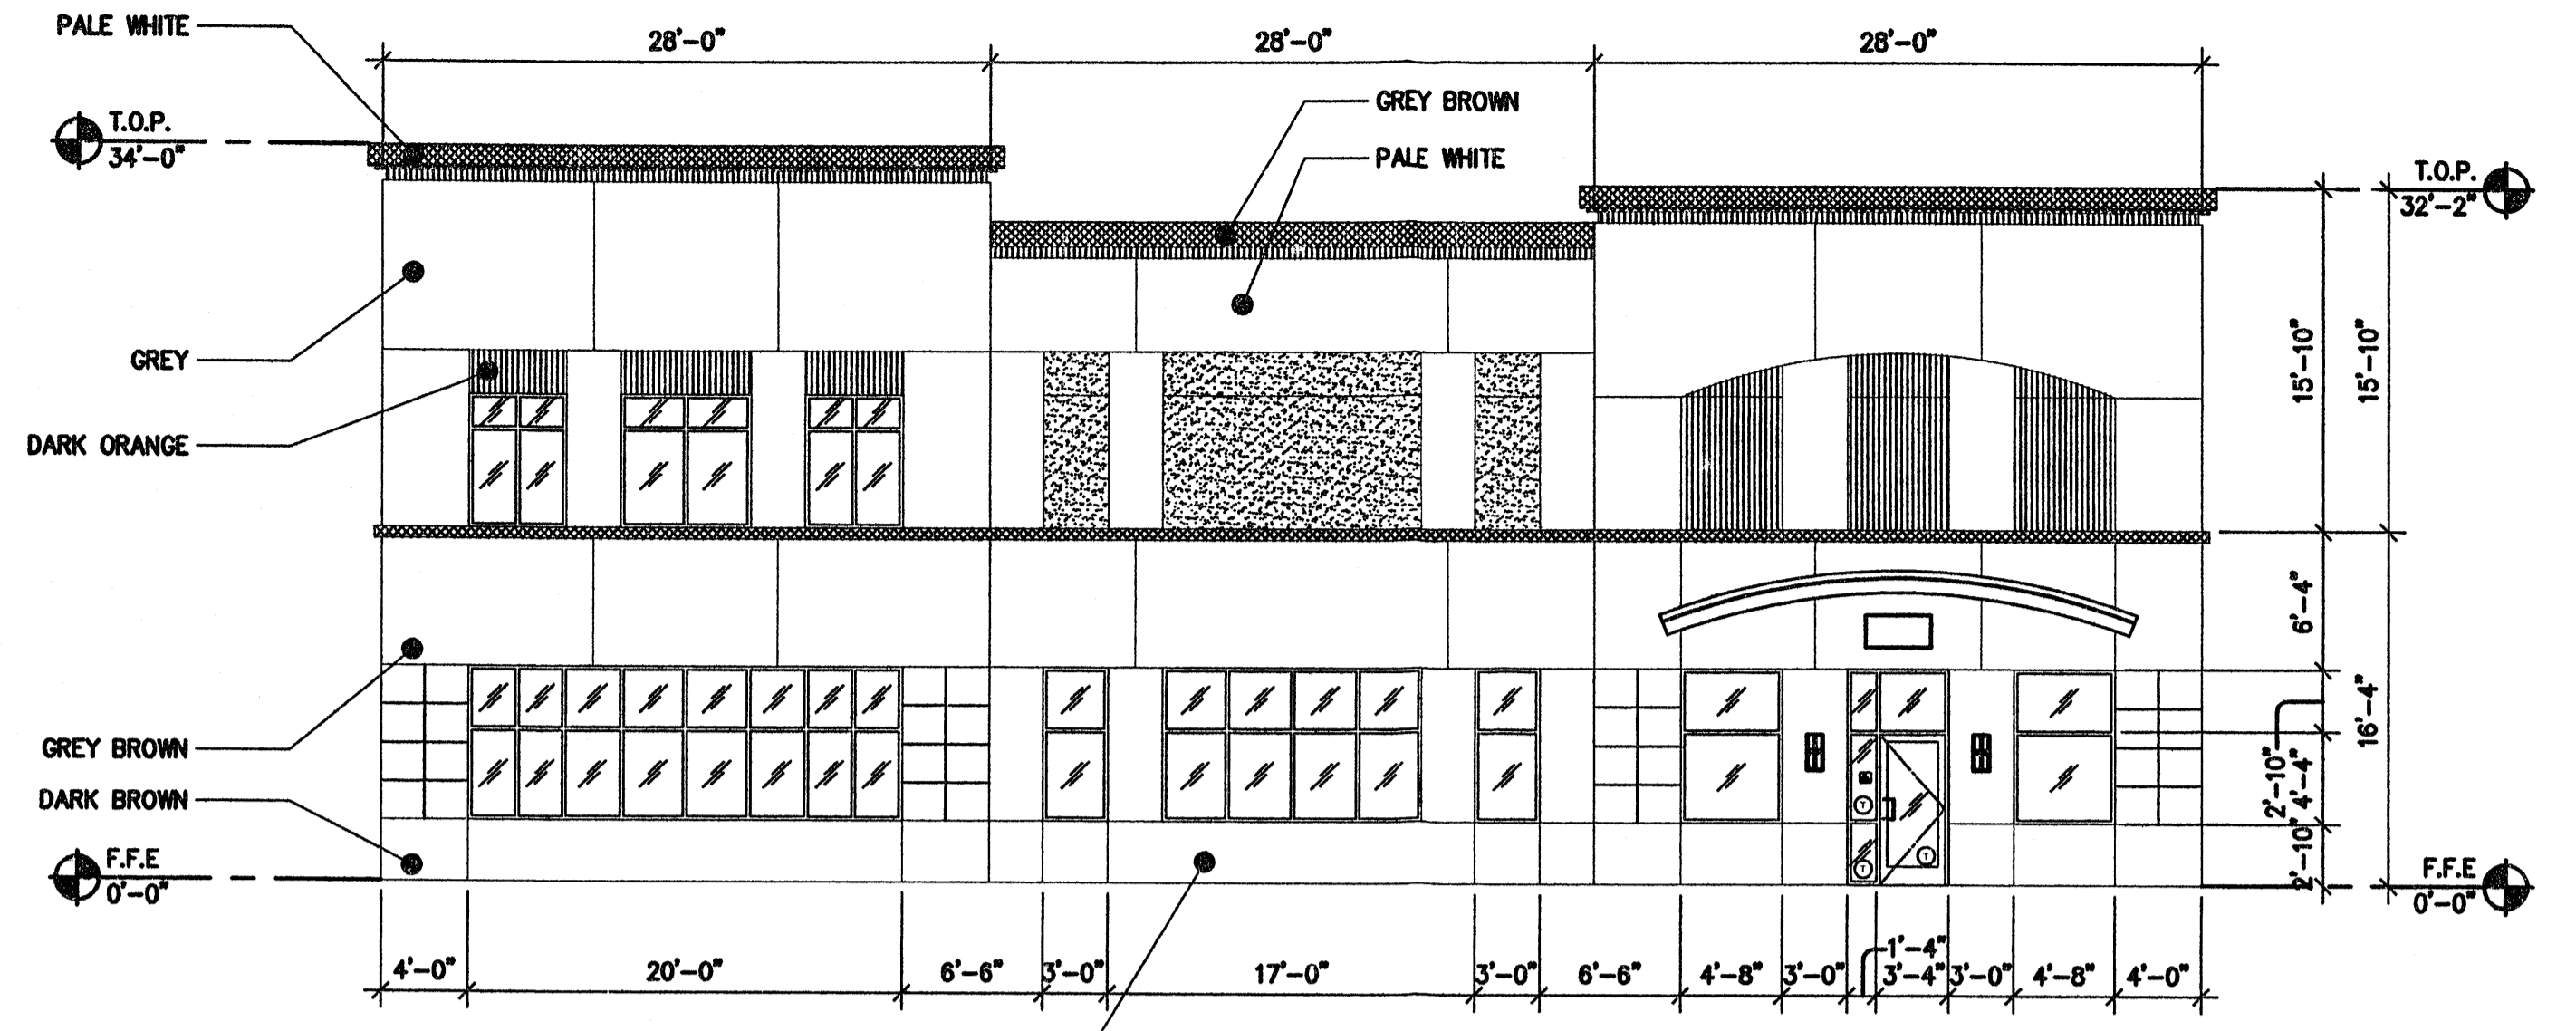 PALE WHITE
28'-0"
28'-0"
28'-0"
GREY BROWN
T.O.P.
34'-0"
PALE WHITE
T.O.P.
32'-2"
GREY
15'-10"
15'-10"
DARK ORANGE
6'-4"
16'-4"
2'-10"
4'-4"
2'-10"
GREY BROWN
DARK BROWN
T
T
T
F.F.E
0'-0"
F.F.E
0'-0"
4'-0"
20'-0"
6'-6"
3'-0"
17'-0"
3'-0"
6'-6"
4'-8"
3'-0"
1'-4"
3'-4"
3'-0"
4'-8"
4'-0"